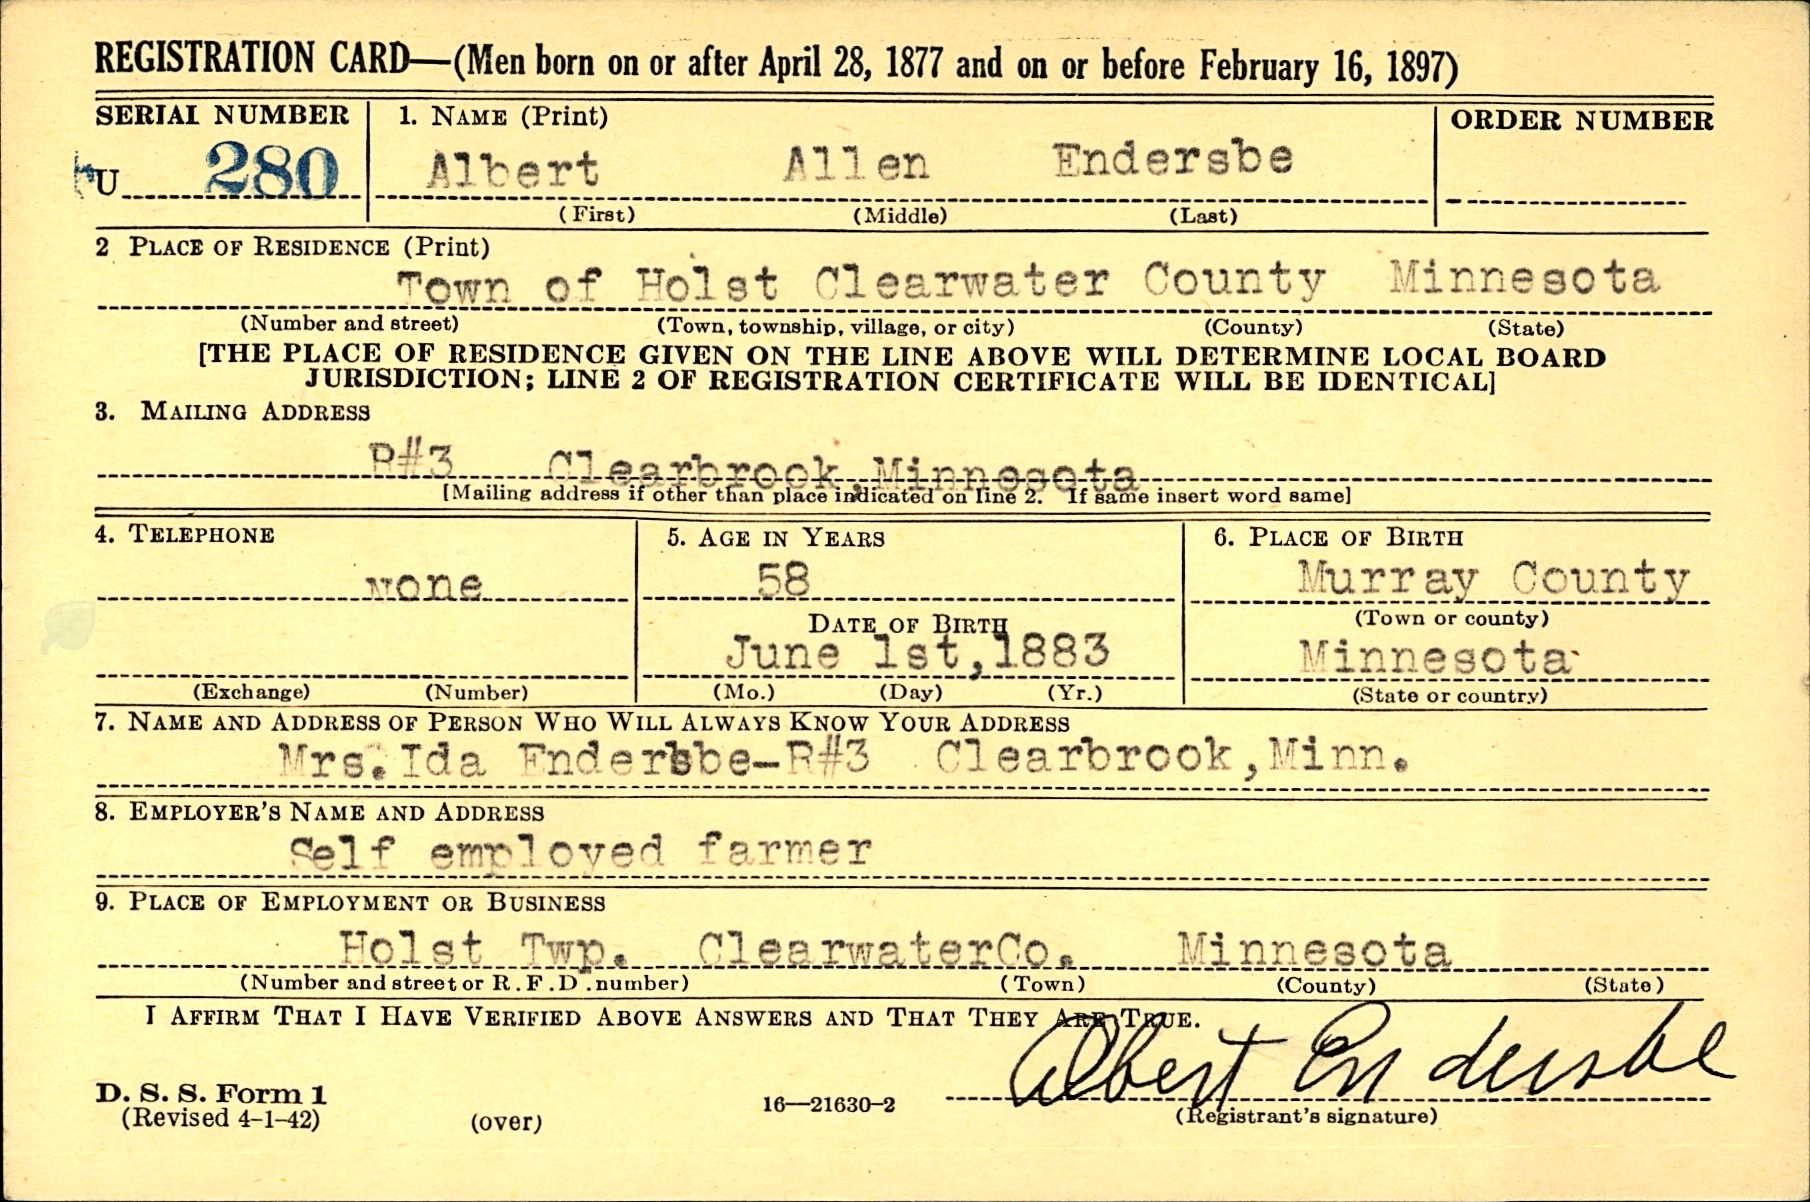 REGISTRATION CARD—(Men born on or after April 28, 1877 and on or before February 16, 1897)
SERIAL NUMBER
1. NAME (Print)
ORDER NUMBER
U 280
Albert Allen Endersbe
(First) (Middle) (Last)
2 PLACE OF RESIDENCE (Print)
Town of Holst Clearwater County Minnesota
(Number and street) (Town, township, village, or city) (County) (State)
[THE PLACE OF RESIDENCE GIVEN ON THE LINE ABOVE WILL DETERMINE LOCAL BOARD
JURISDICTION; LINE 2 OF REGISTRATION CERTIFICATE WILL BE IDENTICAL]
3. MAILING ADDRESS
R#3 Clearbrook,Minnesota
[Mailing address if other than place indicated on line 2. If same insert word same]
4. TELEPHONE
5. AGE IN YEARS
6. PLACE OF BIRTH
None
58
Murray County
(Town or county)
DATE OF BIRTH
June 1st,1883
Minnesota
(Exchange) (Number)
(Mo.) (Day) (Yr.)
(State or country)
7. NAME AND ADDRESS OF PERSON WHO WILL ALWAYS KNOW YOUR ADDRESS
Mrs.Ida Endersbe-R#3 Clearbrook,Minn.
8. EMPLOYER'S NAME AND ADDRESS
Self employed farmer
9. PLACE OF EMPLOYMENT OR BUSINESS
Holst Twp. ClearwaterCo. Minnesota
(Number and street or R.F.D. number) (Town) (County) (State)
I AFFIRM THAT I HAVE VERIFIED ABOVE ANSWERS AND THAT THEY ARE TRUE.
Albert Endersbe
D. S. S. Form 1
(Revised 4-1-42)
(over)
16—21630-2
(Registrant's signature)